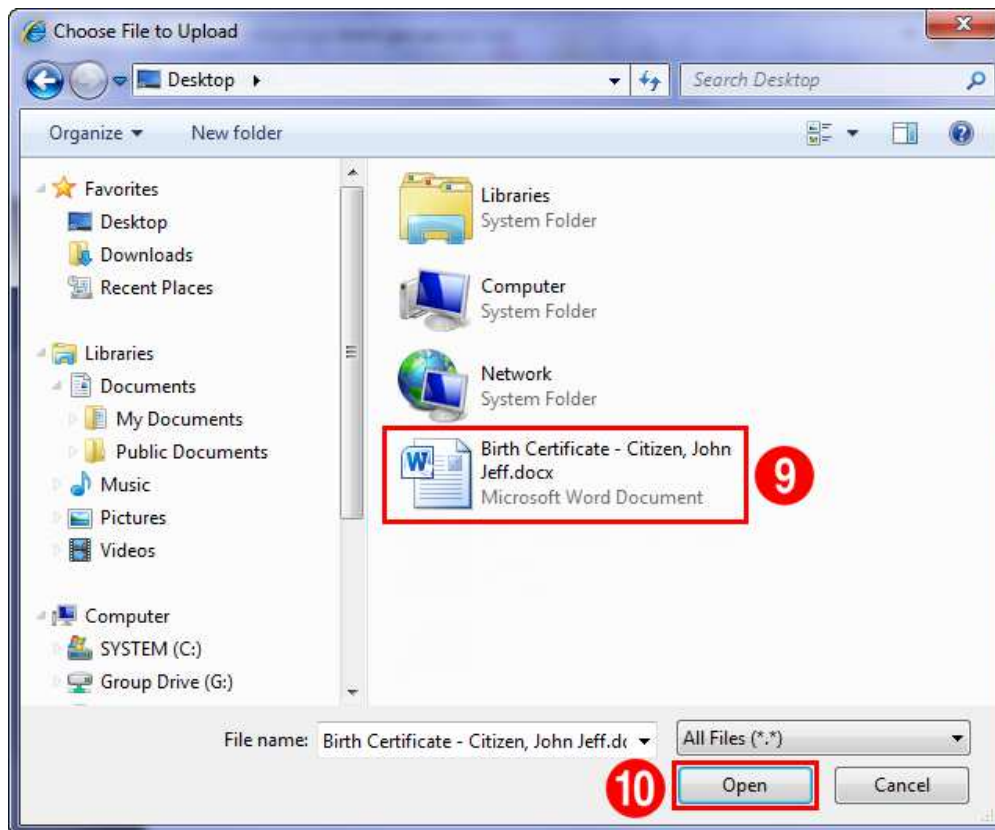 Choose File to Upload
Desktop
Search Desktop
Organize
New folder
Favorites
Desktop
Downloads
Recent Places
Libraries
Documents
My Documents
Public Documents
Music
Pictures
Videos
Computer
SYSTEM (C:)
Group Drive (G:)
Libraries
System Folder
Computer
System Folder
Network
System Folder
Birth Certificate - Citizen, John
Jeff.docx
Microsoft Word Document
9
File name: Birth Certificate - Citizen, John Jeff.dc
All Files (*.*)
10
Open
Cancel